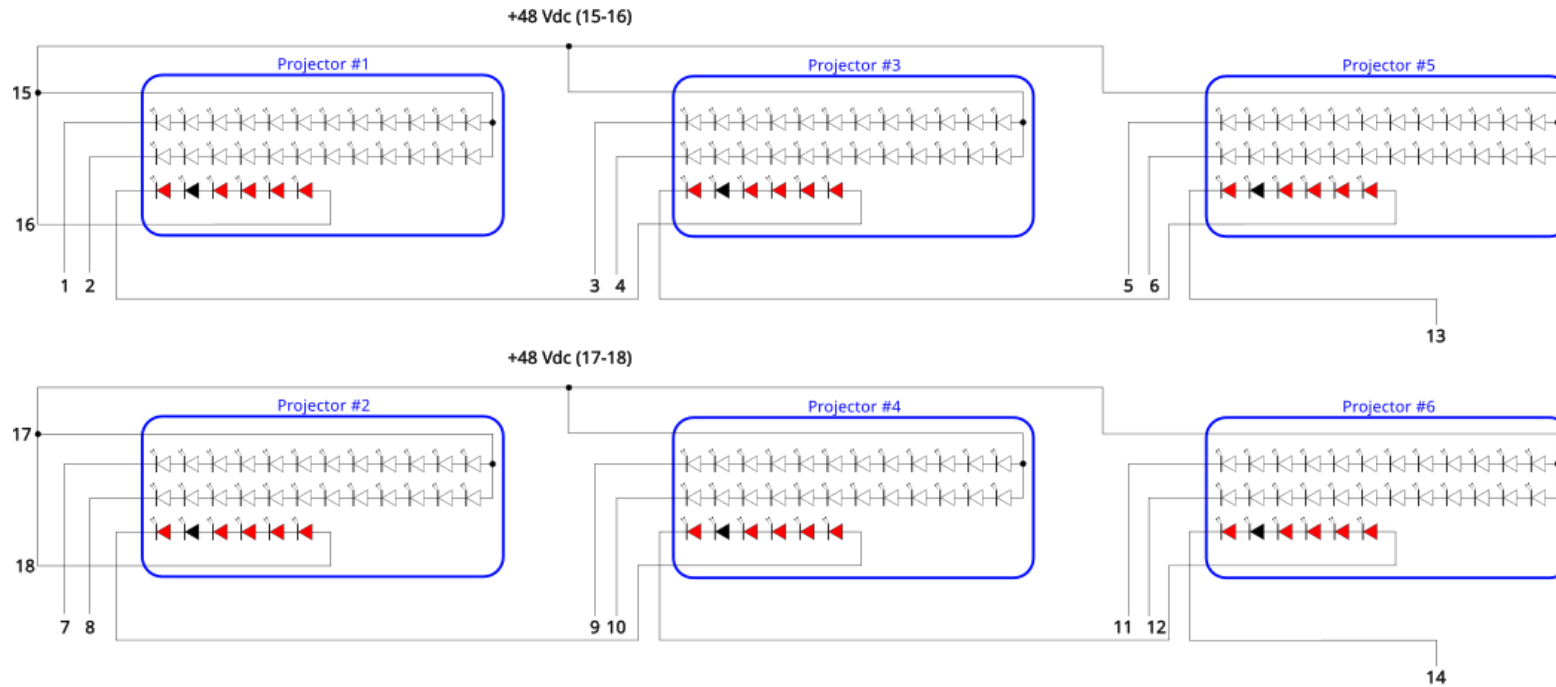 +48 Vdc (15-16)
Projector #1
Projector #3
Projector #5
15
16
1 2
3 4
5 6
13
+48 Vdc (17-18)
Projector #2
Projector #4
Projector #6
17
18
7 8
9 10
11 12
14